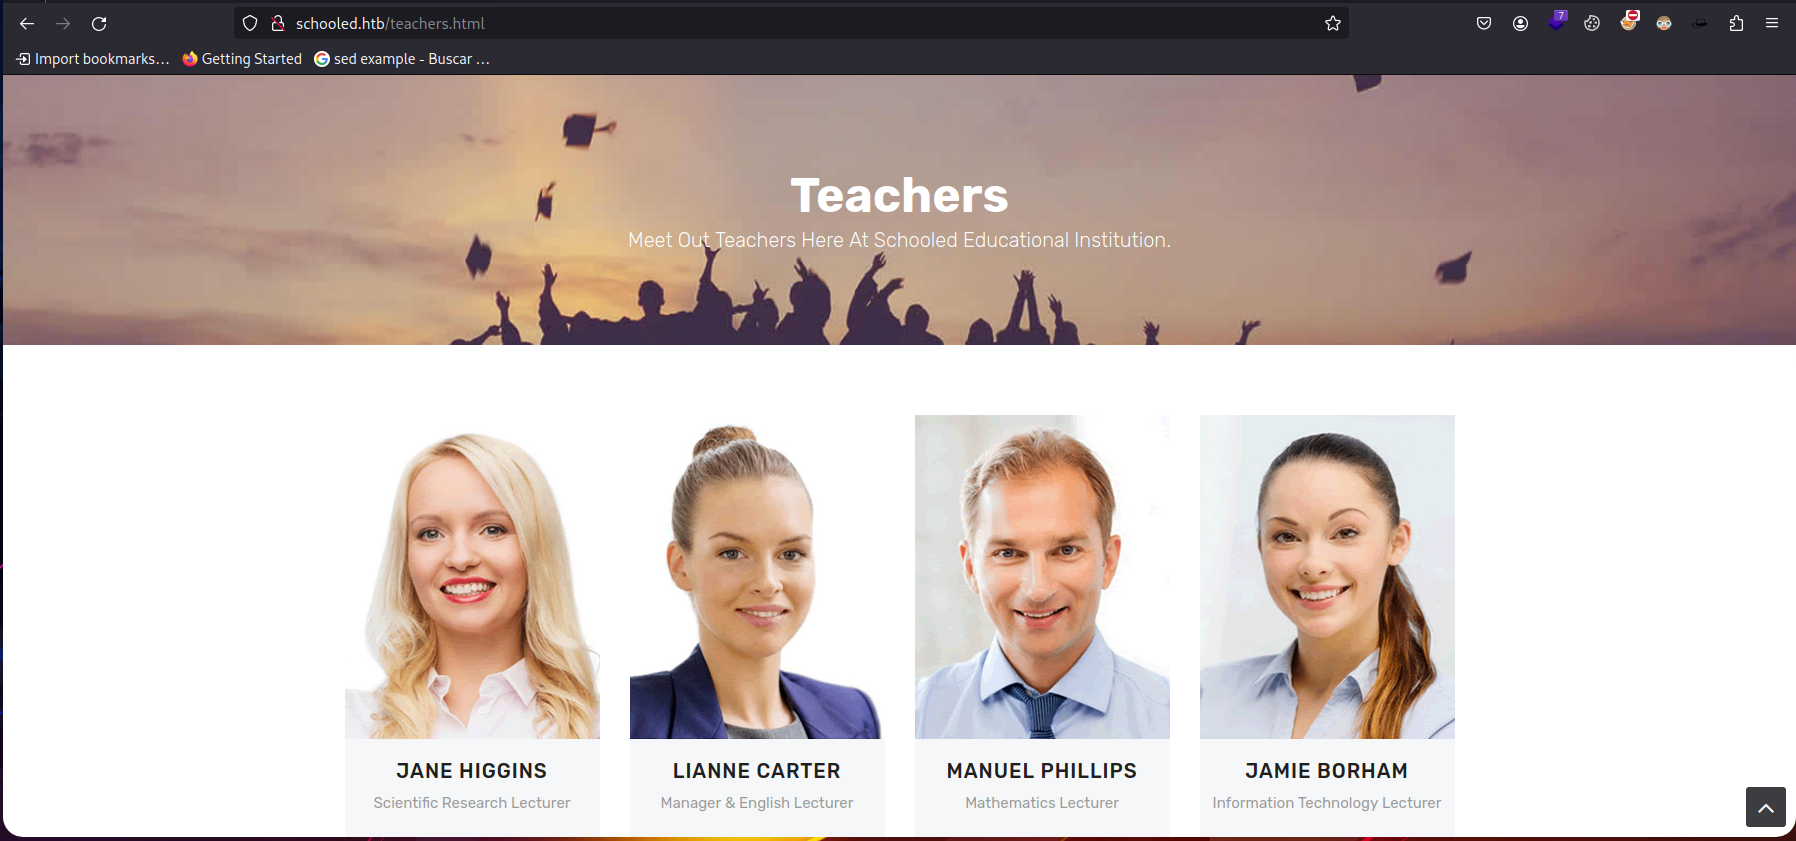 schooled.htb/teachers.html
7
Import bookmarks... Getting Started sed example - Buscar ...
Teachers
Meet Out Teachers Here At Schooled Educational Institution.
JANE HIGGINS
Scientific Research Lecturer
LIANNE CARTER
Manager & English Lecturer
MANUEL PHILLIPS
Mathematics Lecturer
JAMIE BORHAM
Information Technology Lecturer